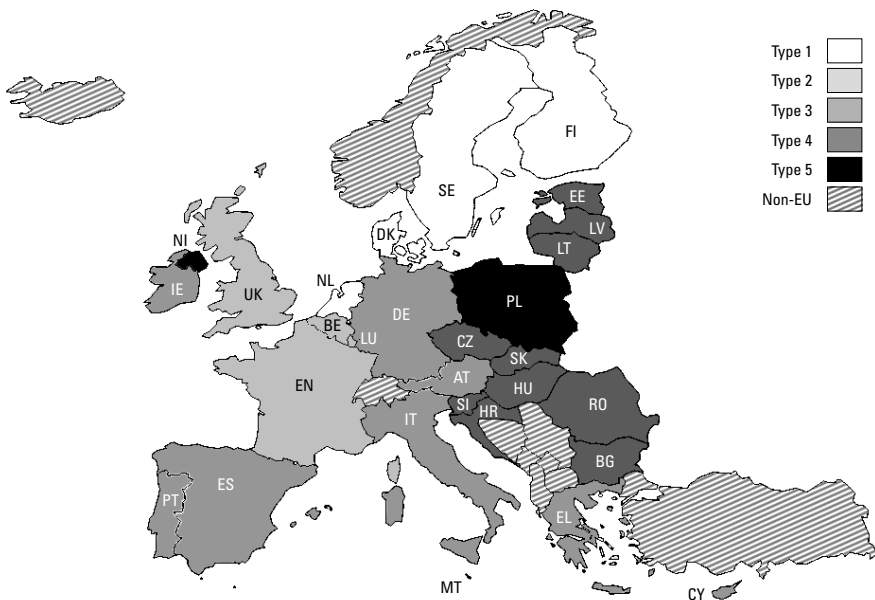 Type 1
Type 2
Type 3
Type 4
Type 5
Non-EU
FI
SE
EE
LV
LT
DK
NI
IE
UK
NL
BE
LU
DE
PL
CZ
SK
AT
HU
EN
SI
HR
RO
IT
BG
PT
ES
EL
MT
CY